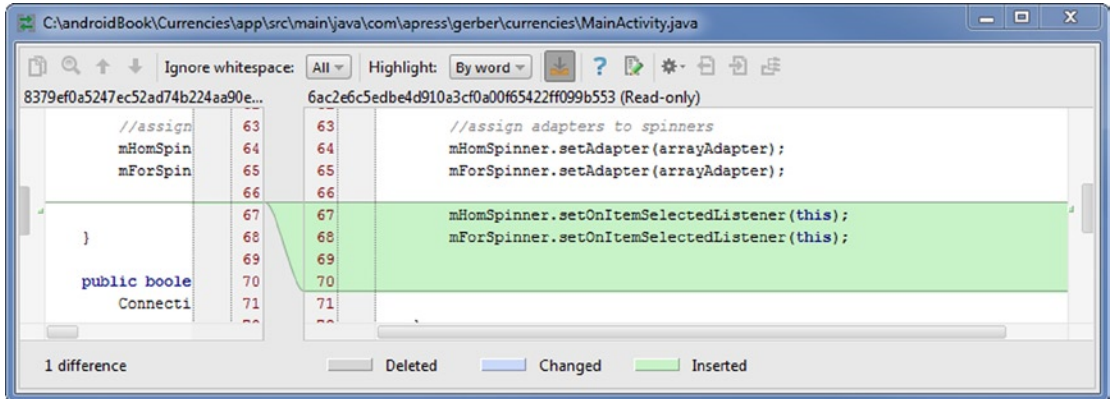 C:\androidBook\Currencies\app\src\main\java\com\apress\gerber\currencies\MainActivity.java
Ignore whitespace: All Highlight: By word ?
8379ef0a5247ec52ad74b224aa90e... 6ac2e6c5edbe4d910a3cf0a00f65422ff099b553 (Read-only)
//assign 63 63 //assign adapters to spinners
mHomSpin 64 64 mHomSpinner.setAdapter(arrayAdapter);
mForSpin 65 65 mForSpinner.setAdapter(arrayAdapter);
66 66
67 67 mHomSpinner.setOnItemSelectedListener(this);
} 68 68 mForSpinner.setOnItemSelectedListener(this);
69 69
public boole 70 70
Connecti 71 71
1 difference Deleted Changed Inserted